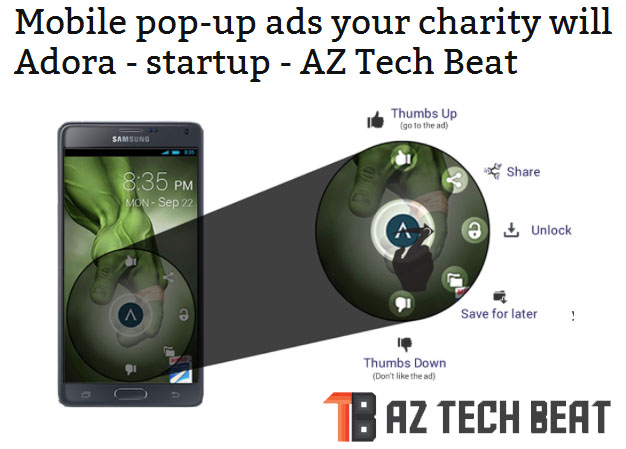 Mobile pop-up ads your charity will
Adora - startup - AZ Tech Beat
SAMSUNG
8:35
8:35 PM
MON - Sep 22
Thumbs Up
(go to the ad)
Share
Unlock
Save for later
Thumbs Down
(Don't like the ad)
AZ TECH BEAT